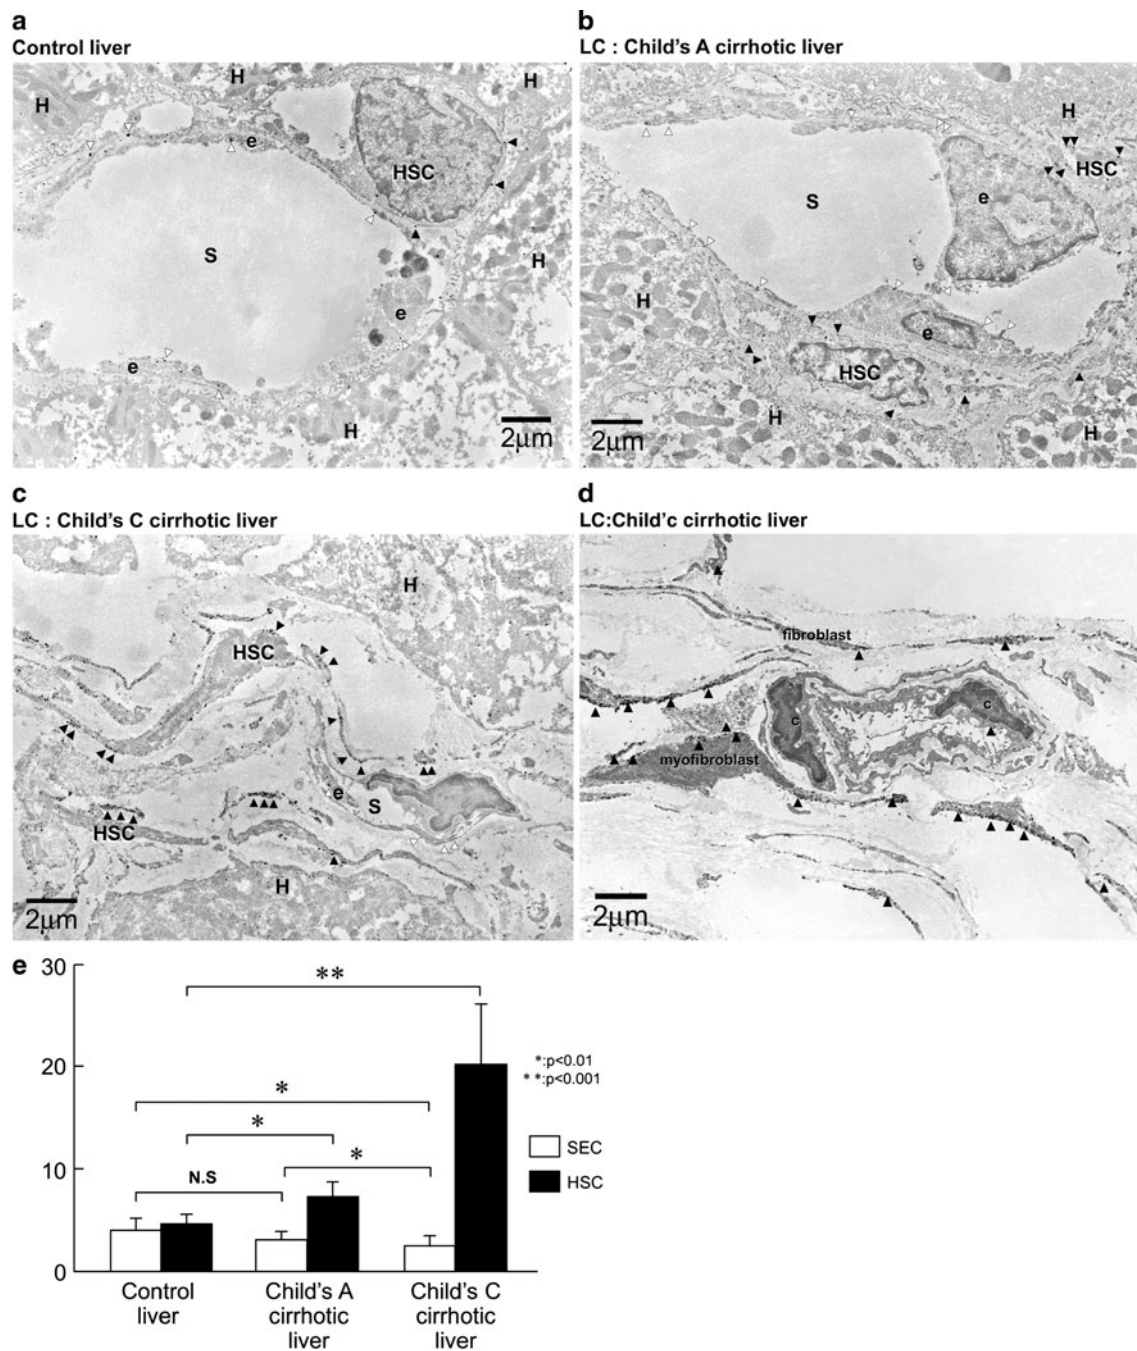 a
Control liver
H
H
H
e
HSC
S
H
e
e
H
2μm
b
LC : Child's A cirrhotic liver
H
HSC
e
S
H
e
HSC
H
H
2μm
c
LC : Child's C cirrhotic liver
H
HSC
e
S
HSC
H
2μm
d
LC:Child'c cirrhotic liver
fibroblast
c
c
myofibroblast
2μm
e
30
**
20
*:p<0.01
* *:p<0.001
*
*
*
SEC
10
N.S
HSC
0
Control
liver
Child's A
cirrhotic
liver
Child's C
cirrhotic
liver